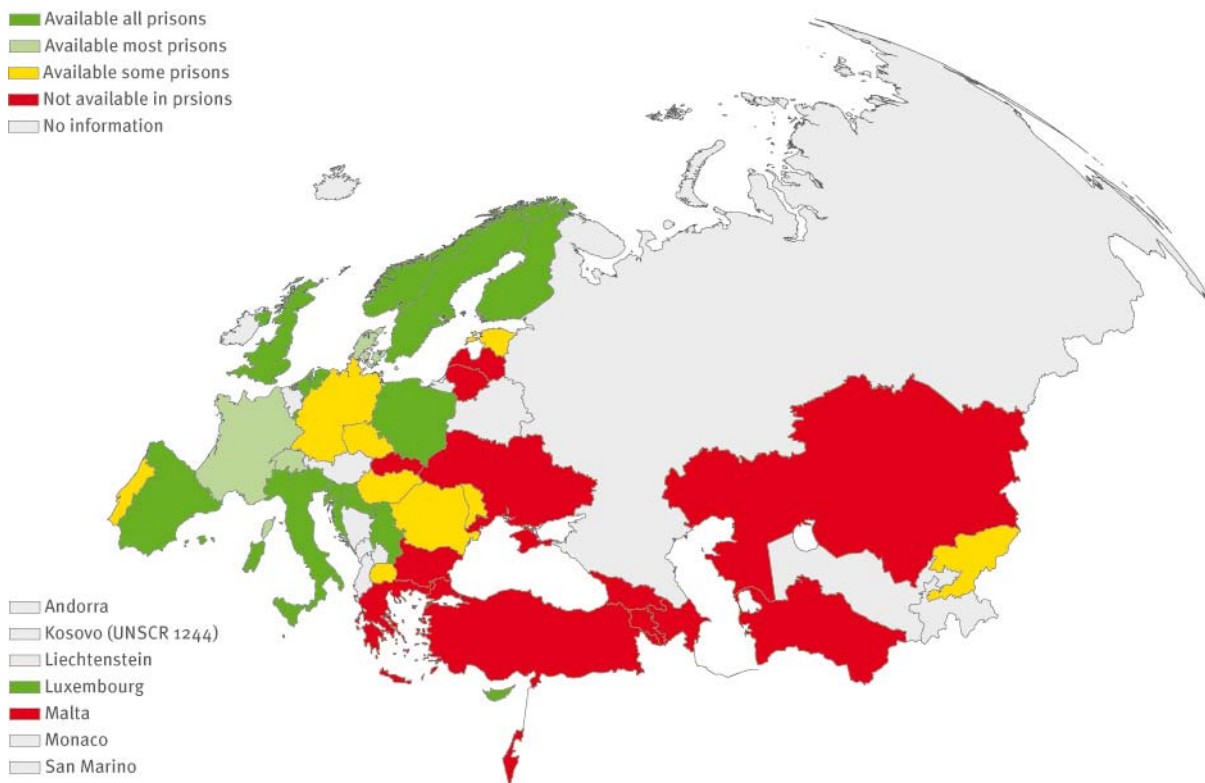 Available all prisons
Available most prisons
Available some prisons
Not available in prsions
No information
Andorra
Kosovo (UNSCR 1244)
Liechtenstein
Luxembourg
Malta
Monaco
San Marino